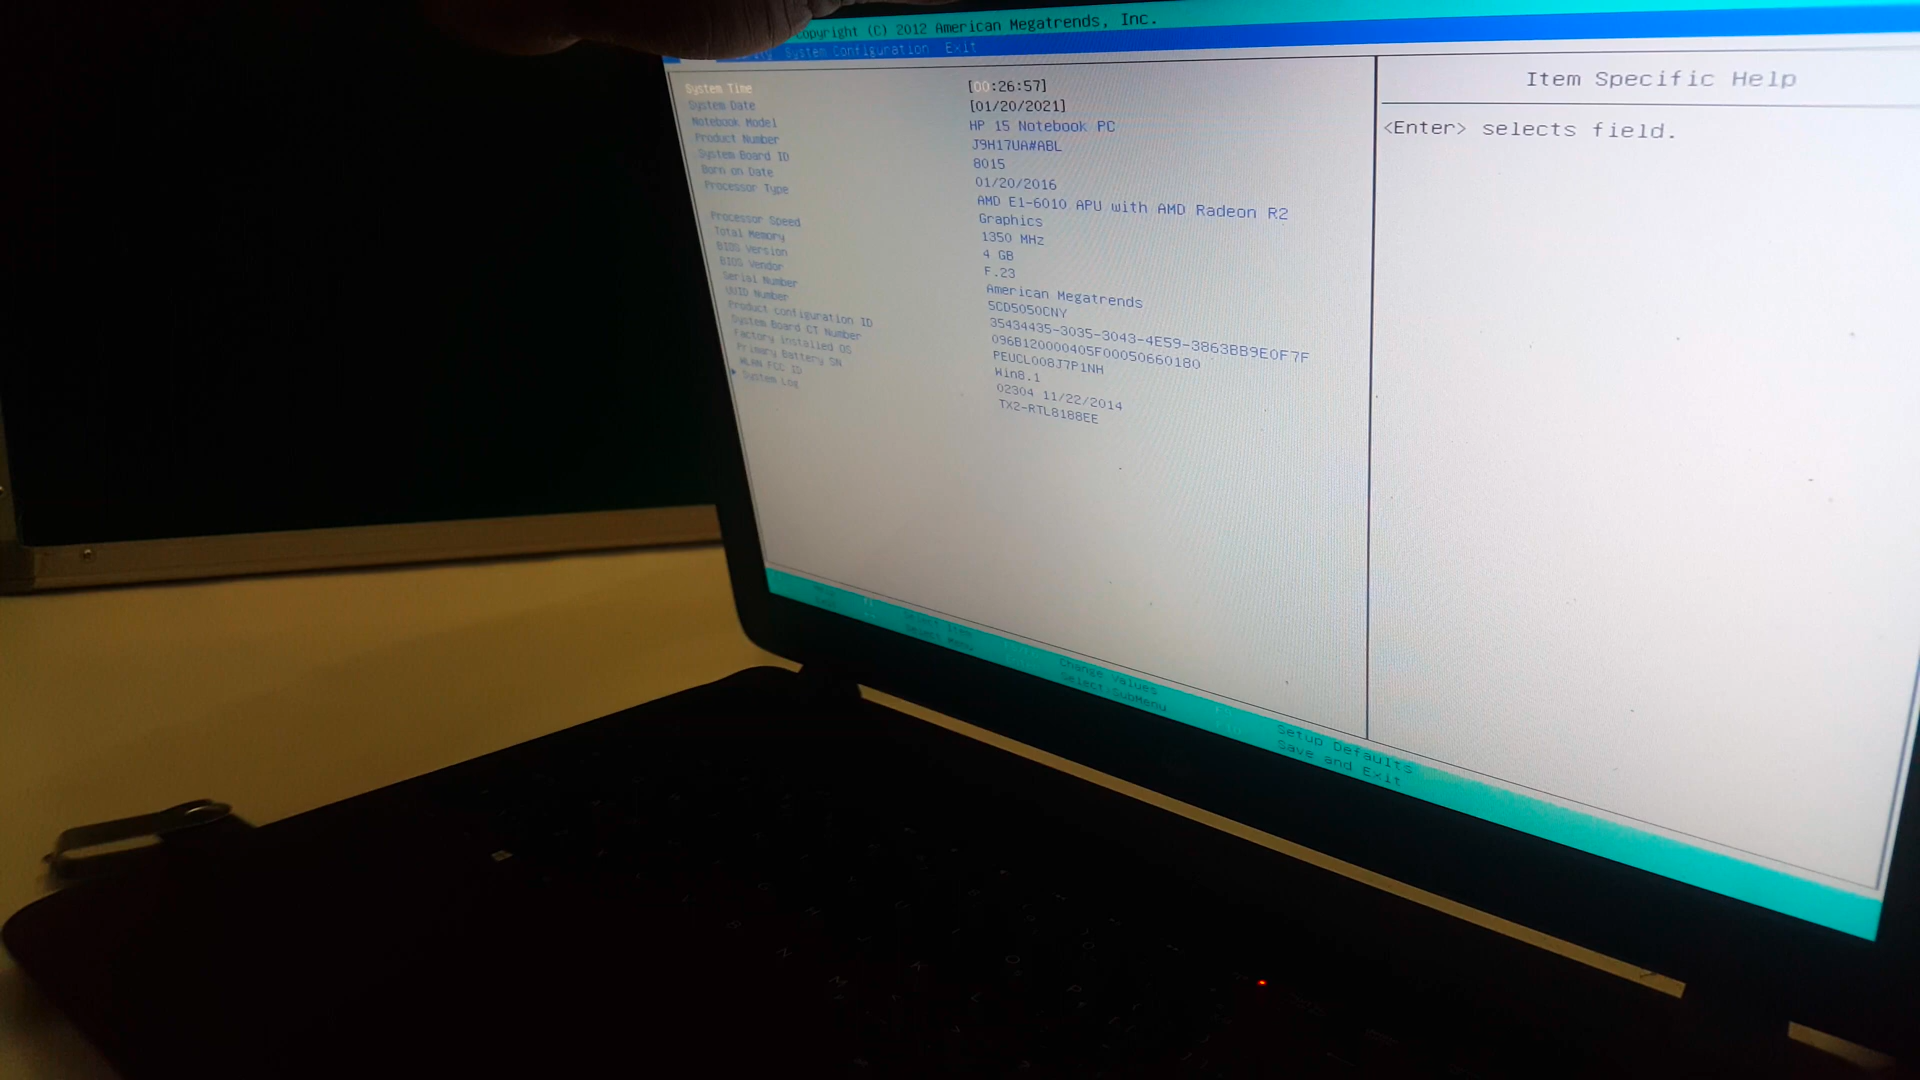 Copyright (C) 2012 American Megatrends, Inc.
System Configuration Exit
System Time [00:26:57]
System Date [01/20/2021]
Notebook Model HP 15 Notebook PC
Product Number J9H17UA#ABL
System Board ID 8015
Born on Date 01/20/2016
Processor Type AMD E1-6010 APU with AMD Radeon R2
Graphics
Processor Speed 1350 MHz
Total Memory 4 GB
BIOS Version F.23
BIOS Vendor American Megatrends
Serial Number 5CD5050CNY
UUID Number 35434435-3035-3043-4E59-3863BB9E0F7F
Product configuration ID 096B120000405F00050660180
System Board CT Number PEUCL008J7P1NH
Factory installed OS Win8.1
Primary Battery SN 02304 11/22/2014
WLAN FCC ID TX2-RTL8188EE
System Log
Item Specific Help
<Enter> selects field.
Select Item Change Values Setup Defaults
Select Menu Select SubMenu Save and Exit